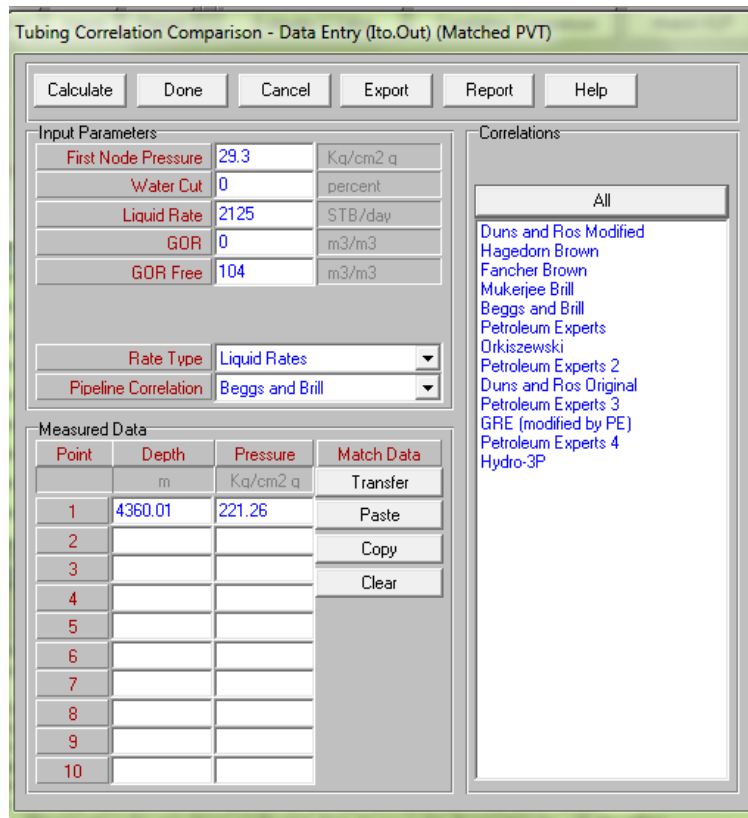 Tubing Correlation Comparison - Data Entry (Ito.Out) (Matched PVT)
Calculate Done Cancel Export Report Help
Input Parameters
First Node Pressure 29.3 Kg/cm2 g
Water Cut 0 percent
Liquid Rate 2125 STB/day
GOR 0 m3/m3
GOR Free 104 m3/m3
Rate Type Liquid Rates
Pipeline Correlation Beggs and Brill
Correlations
All
Duns and Ros Modified
Hagedorn Brown
Fancher Brown
Mukerjee Brill
Beggs and Brill
Petroleum Experts
Orkiszewski
Petroleum Experts 2
Duns and Ros Original
Petroleum Experts 3
GRE (modified by PE)
Petroleum Experts 4
Hydro-3P
Measured Data
Point Depth Pressure Match Data
m Kg/cm2 g Transfer
1 4360.01 221.26 Paste
2 Copy
3 Clear
4
5
6
7
8
9
10